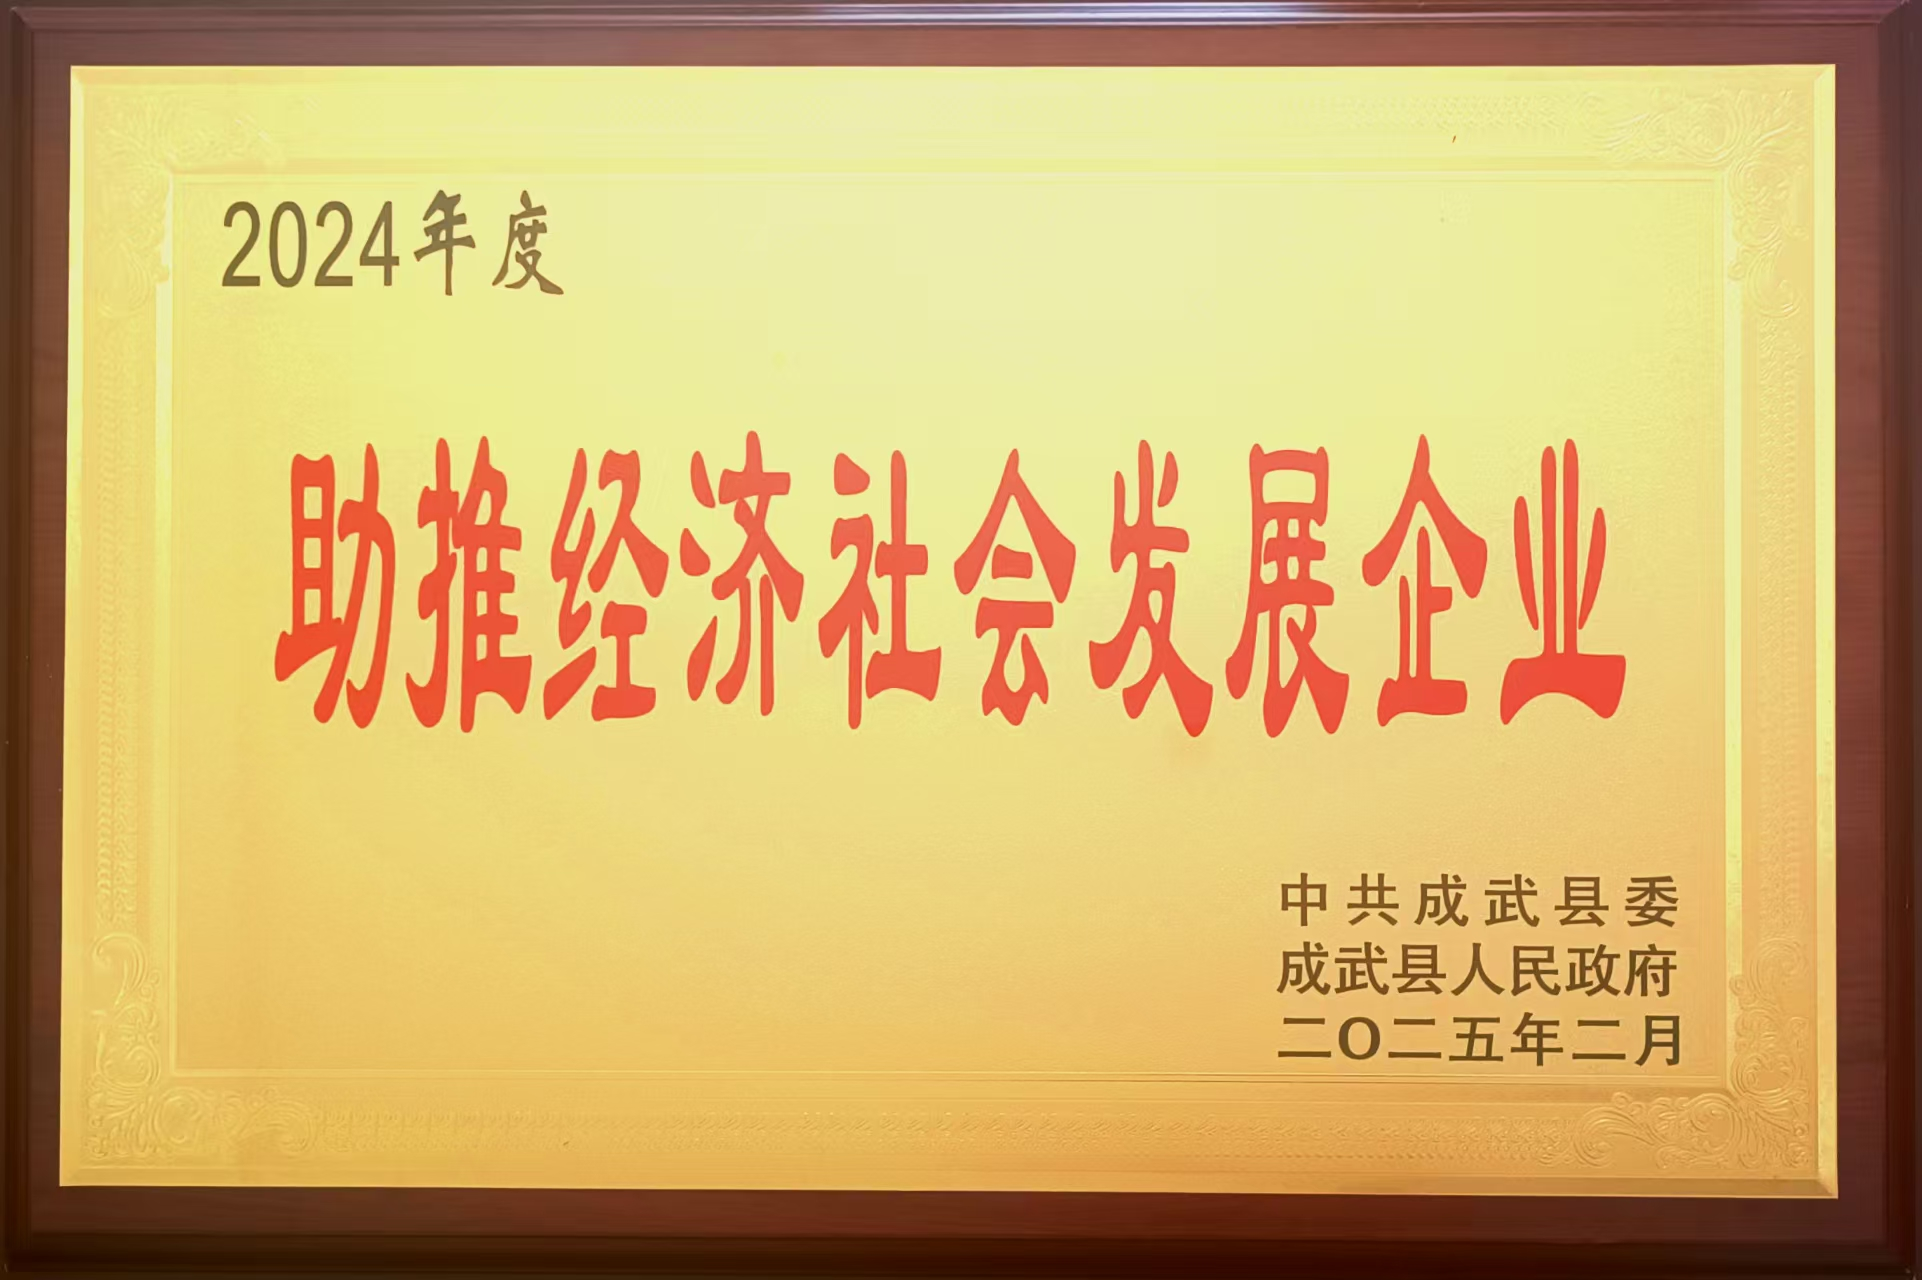 2024年度
助推经济社会发展企业
中共成武县委
成武县人民政府
二〇二五年二月